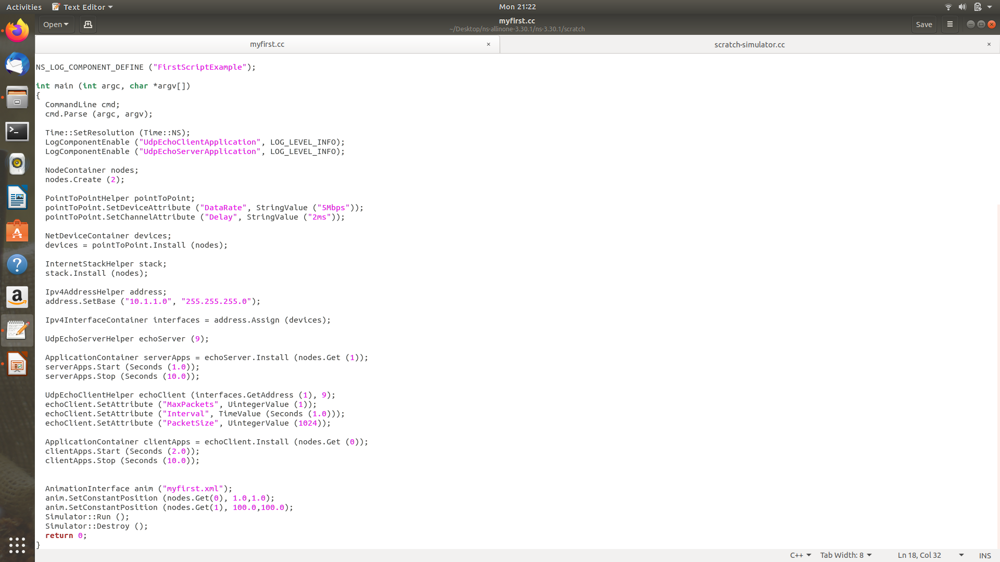 Activities
Text Editor
Mon 21:22
Open
myfirst.cc
~/Desktop/ns-allinone-3.30.1/ns-3.30.1/scratch
Save
myfirst.cc
scratch-simulator.cc
NS_LOG_COMPONENT_DEFINE ("FirstScriptExample");
int main (int argc, char *argv[])
{
CommandLine cmd;
cmd.Parse (argc, argv);
Time::SetResolution (Time::NS);
LogComponentEnable ("UdpEchoClientApplication", LOG_LEVEL_INFO);
LogComponentEnable ("UdpEchoServerApplication", LOG_LEVEL_INFO);
NodeContainer nodes;
nodes.Create (2);
PointToPointHelper pointToPoint;
pointToPoint.SetDeviceAttribute ("DataRate", StringValue ("5Mbps"));
pointToPoint.SetChannelAttribute ("Delay", StringValue ("2ms"));
NetDeviceContainer devices;
devices = pointToPoint.Install (nodes);
InternetStackHelper stack;
stack.Install (nodes);
Ipv4AddressHelper address;
address.SetBase ("10.1.1.0", "255.255.255.0");
Ipv4InterfaceContainer interfaces = address.Assign (devices);
UdpEchoServerHelper echoServer (9);
ApplicationContainer serverApps = echoServer.Install (nodes.Get (1));
serverApps.Start (Seconds (1.0));
serverApps.Stop (Seconds (10.0));
UdpEchoClientHelper echoClient (interfaces.GetAddress (1), 9);
echoClient.SetAttribute ("MaxPackets", UintegerValue (1));
echoClient.SetAttribute ("Interval", TimeValue (Seconds (1.0)));
echoClient.SetAttribute ("PacketSize", UintegerValue (1024));
ApplicationContainer clientApps = echoClient.Install (nodes.Get (0));
clientApps.Start (Seconds (2.0));
clientApps.Stop (Seconds (10.0));
AnimationInterface anim ("myfirst.xml");
anim.SetConstantPosition (nodes.Get(0), 1.0,1.0);
anim.SetConstantPosition (nodes.Get(1), 100.0,100.0);
Simulator::Run ();
Simulator::Destroy ();
return 0;
}
C++
Tab Width: 8
Ln 18, Col 32
INS